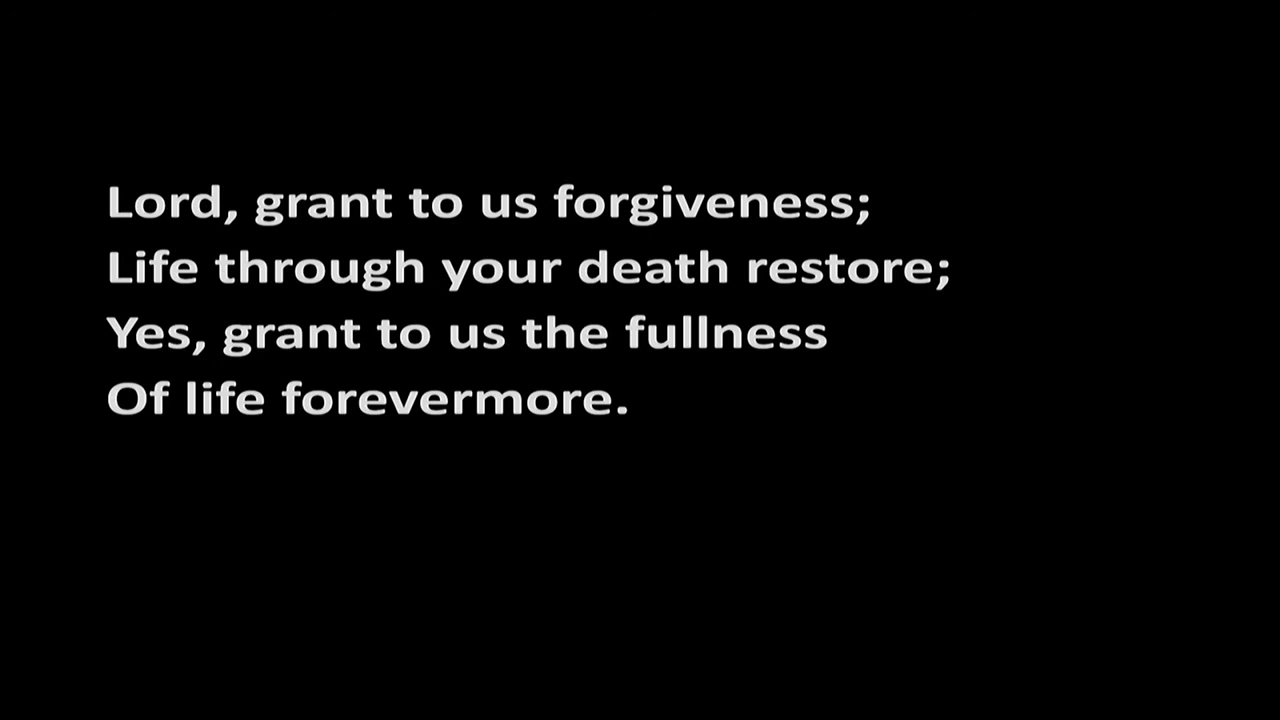 Lord, grant to us forgiveness;
Life through your death restore;
Yes, grant to us the fullness
Of life forevermore.